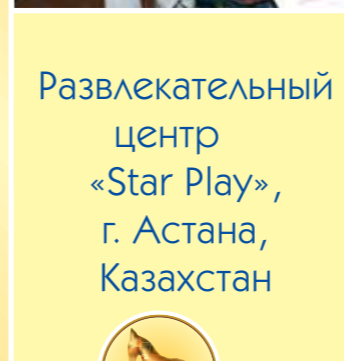 Развлекательный
центр
«Star Play»,
г. Астана,
Казахстан